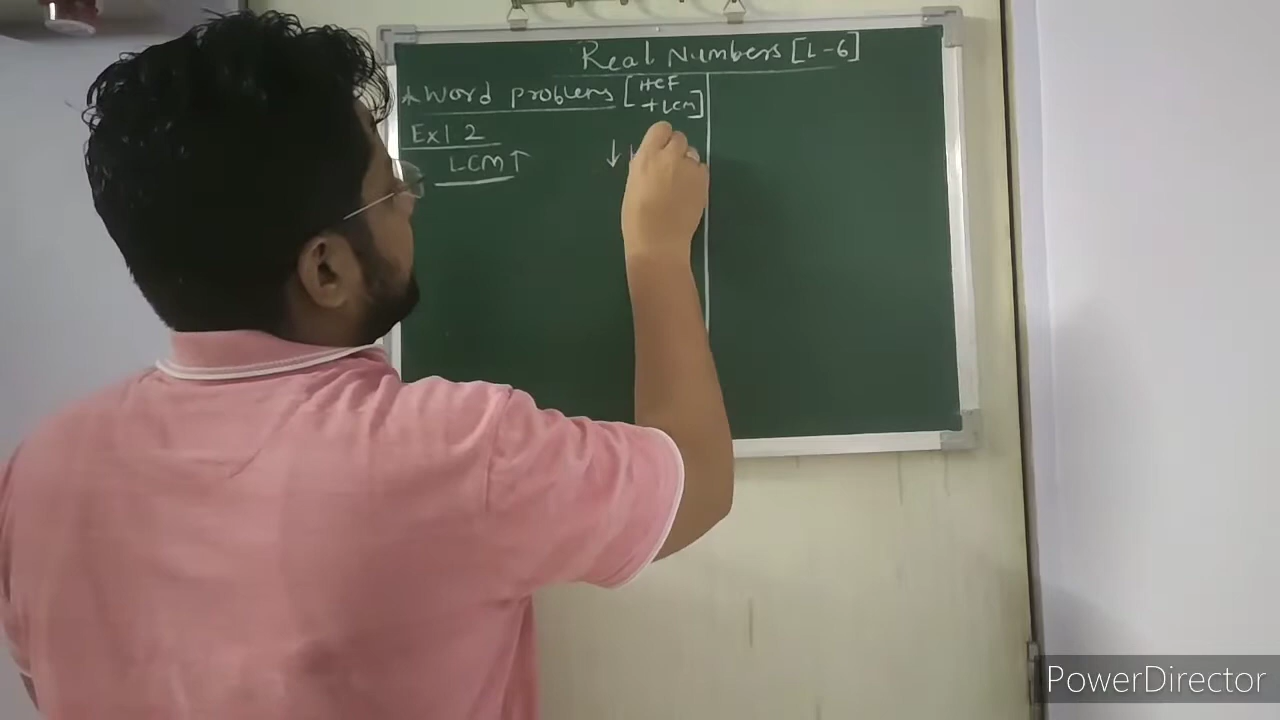 Real Numbers [L-6]
* Word problems [HCF + LCM]
Ex 1 2
LCM ↑ ↓
PowerDirector